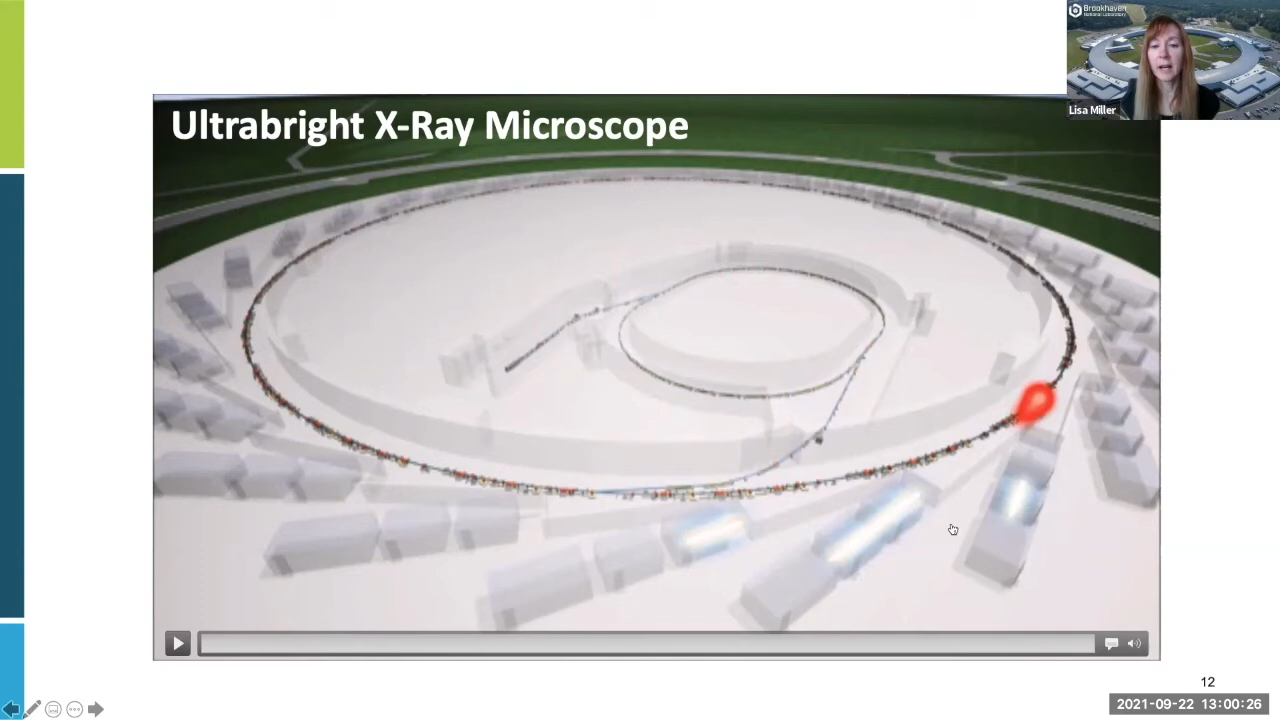 Ultrabright X-Ray Microscope
Brookhaven
National Laboratory
Lisa Miller
12
2021-09-22 13:00:26